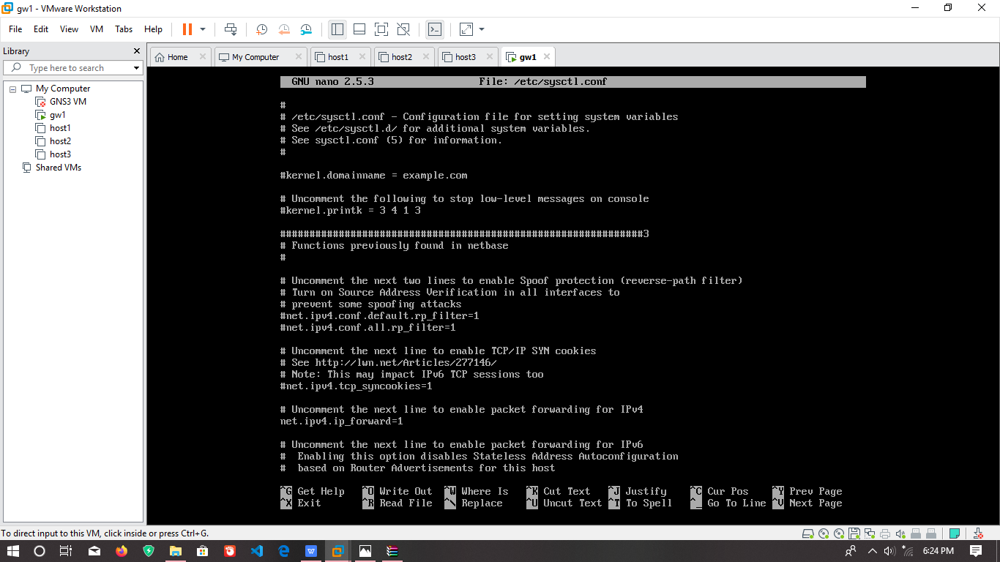 gw1 - VMware Workstation
File Edit View VM Tabs Help
Library
Type here to search
My Computer
GNS3 VM
gw1
host1
host2
host3
Shared VMs
Home My Computer host1 host2 host3 gw1
GNU nano 2.5.3 File: /etc/sysctl.conf
#
# /etc/sysctl.conf - Configuration file for setting system variables
# See /etc/sysctl.d/ for additional system variables.
# See sysctl.conf (5) for information.
#
#kernel.domainname = example.com
# Uncomment the following to stop low-level messages on console
#kernel.printk = 3 4 1 3
##############################################################3
# Functions previously found in netbase
#
# Uncomment the next two lines to enable Spoof protection (reverse-path filter)
# Turn on Source Address Verification in all interfaces to
# prevent some spoofing attacks
#net.ipv4.conf.default.rp_filter=1
#net.ipv4.conf.all.rp_filter=1
# Uncomment the next line to enable TCP/IP SYN cookies
# See http://lwn.net/Articles/277146/
# Note: This may impact IPv6 TCP sessions too
#net.ipv4.tcp_syncookies=1
# Uncomment the next line to enable packet forwarding for IPv4
net.ipv4.ip_forward=1
# Uncomment the next line to enable packet forwarding for IPv6
#  Enabling this option disables Stateless Address Autoconfiguration
#  based on Router Advertisements for this host
^G Get Help ^O Write Out ^W Where Is ^K Cut Text ^J Justify ^C Cur Pos ^Y Prev Page
^X Exit ^R Read File ^\ Replace ^U Uncut Text ^T To Spell ^_ Go To Line ^V Next Page
To direct input to this VM, click inside or press Ctrl+G.
6:24 PM